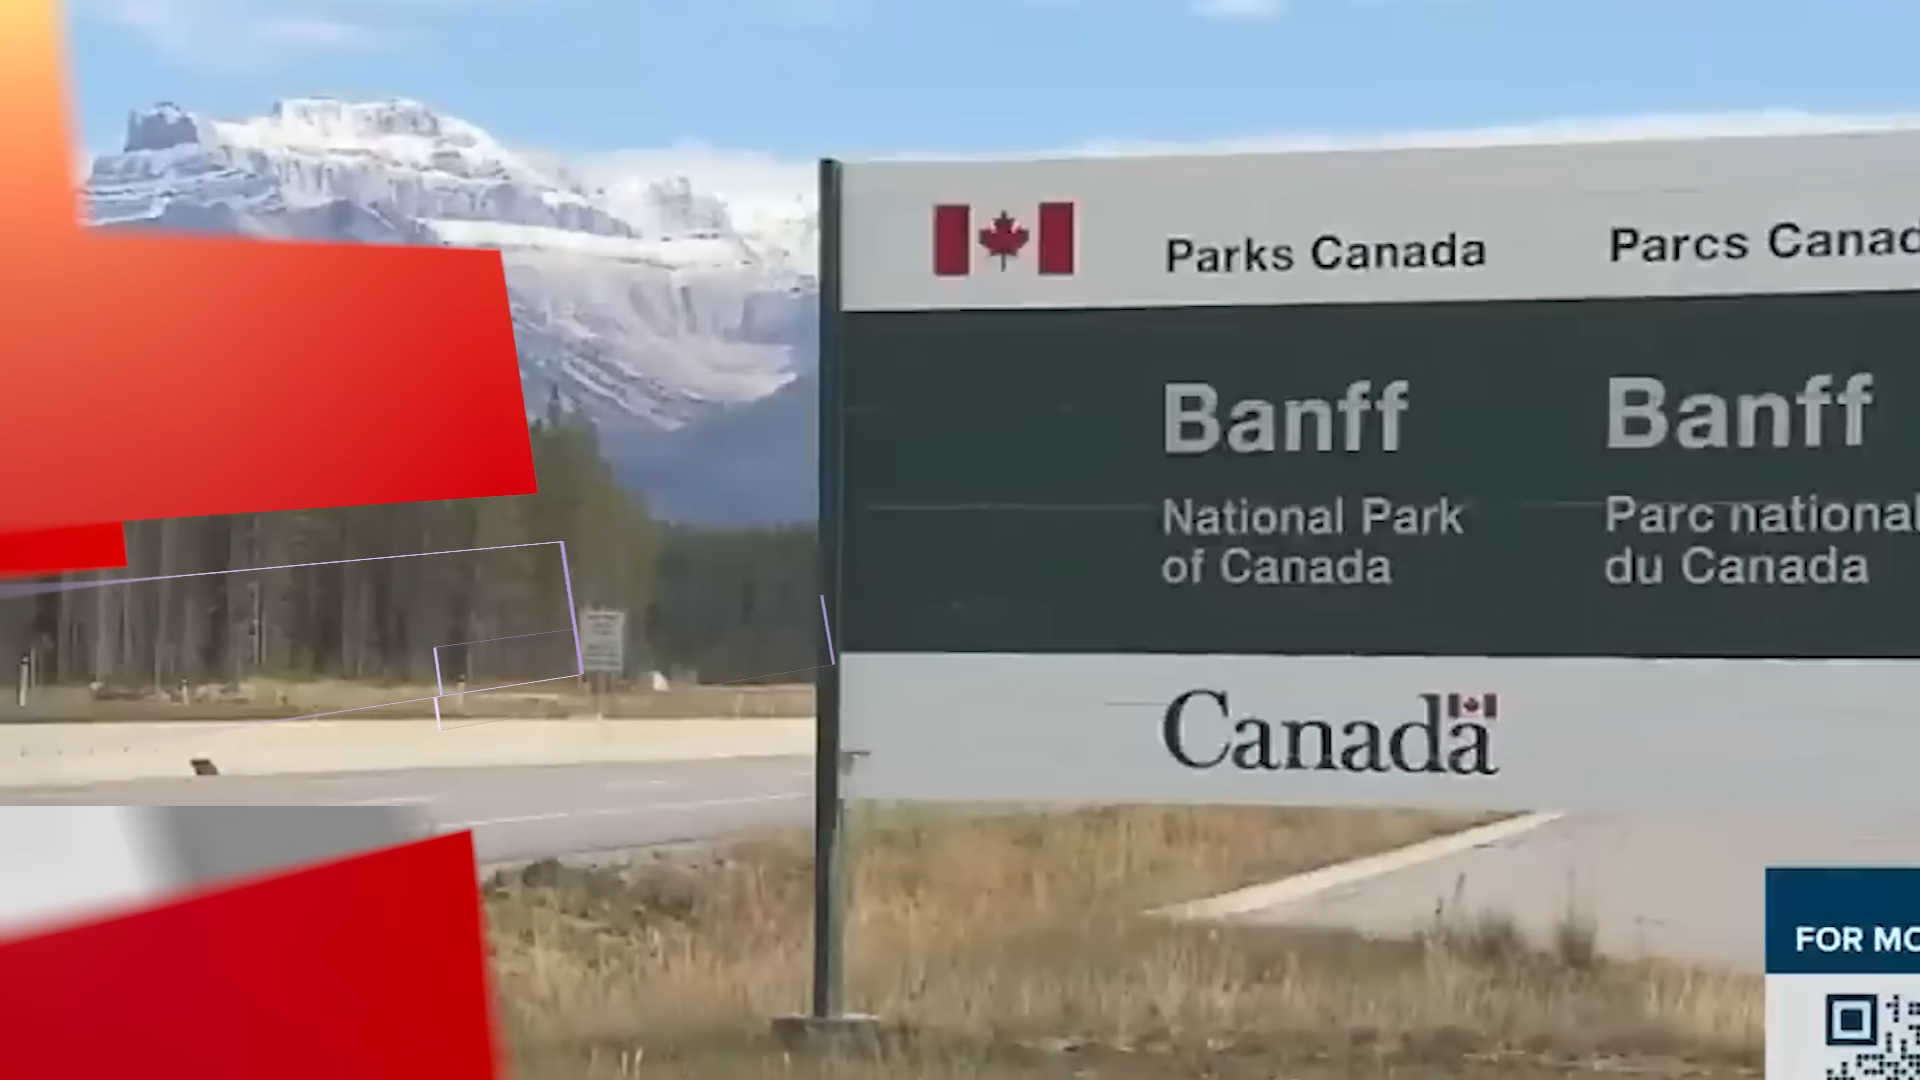 Parks Canada
Parcs Canad
Banff
National Park
of Canada
Banff
Parc national
du Canada
Canada
FOR MO